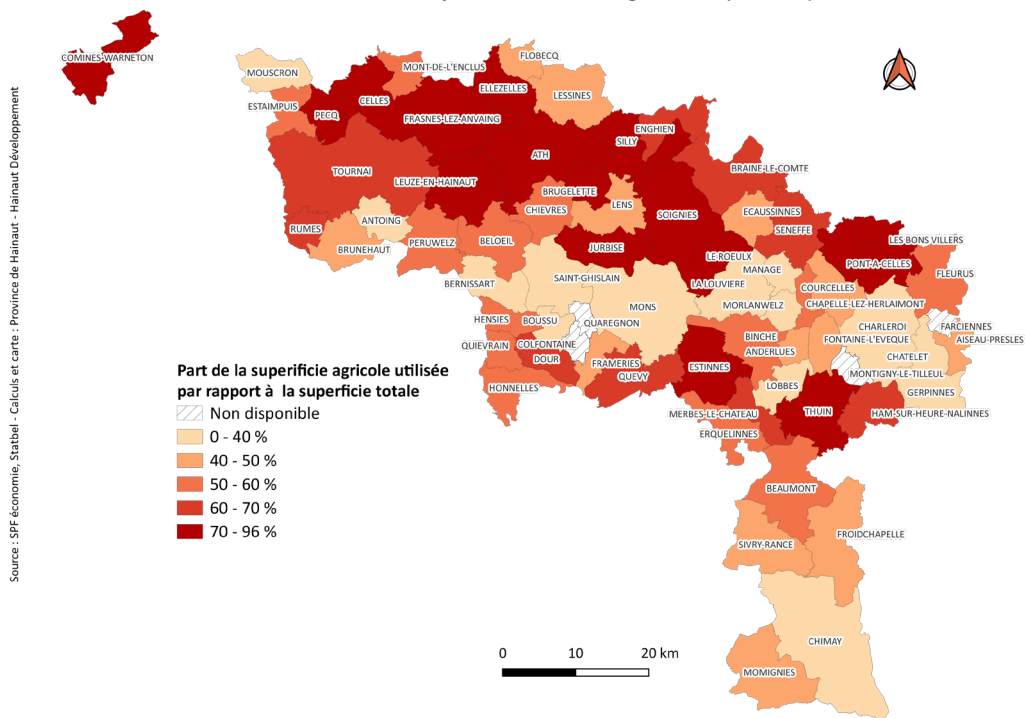 COMINES-WARNETON
MOUSCRON
FLOBECQ
MONT-DE-L'ENCLUS
ELLEZELLES
LESSINES
ESTAIMPUIS
CELLES
PECQ
FRASNES-LEZ-ANVAING
ENGHIEN
SILLY
ATH
BRAINE-LE-COMTE
TOURNAI
LEUZE-EN-HAINAUT
BRUGELETTE
LENS
CHIEVRES
SOIGNIES
ECAUSSINNES
ANTOING
RUMES
SENEFFE
BRUNEHAUT
PERUWELZ
BELOEIL
JURBISE
LES BONS VILLERS
LE ROEULX
PONT-A-CELLES
MANAGE
FLEURUS
BERNISSART
SAINT-GHISLAIN
LA LOUVIERE
COURCELLES
MONS
MORLANWELZ
CHAPELLE-LEZ-HERLAIMONT
HENSIES
BOUSSU
QUAREGNON
CHARLEROI
FARCIENNES
BINCHE
FONTAINE-L'EVEQUE
AISEAU-PRESLES
QUIEVRAIN
COLFONTAINE
ANDERLUES
DOUR
FRAMERIES
CHATELET
ESTINNES
QUEVY
MONTIGNY-LE-TILLEUL
HONNELLES
LOBBES
GERPINNES
MERBES-LE-CHATEAU
THUIN
HAM-SUR-HEURE-NALINNES
ERQUELINNES
BEAUMONT
FROIDCHAPELLE
SIVRY-RANCE
CHIMAY
MOMIGNIES
Part de la superificie agricole utilisée
par rapport à la superficie totale
Non disponible
0 - 40 %
40 - 50 %
50 - 60 %
60 - 70 %
70 - 96 %
0 10 20 km
Source : SPF économie, Statbel - Calculs et carte : Province de Hainaut - Hainaut Développement